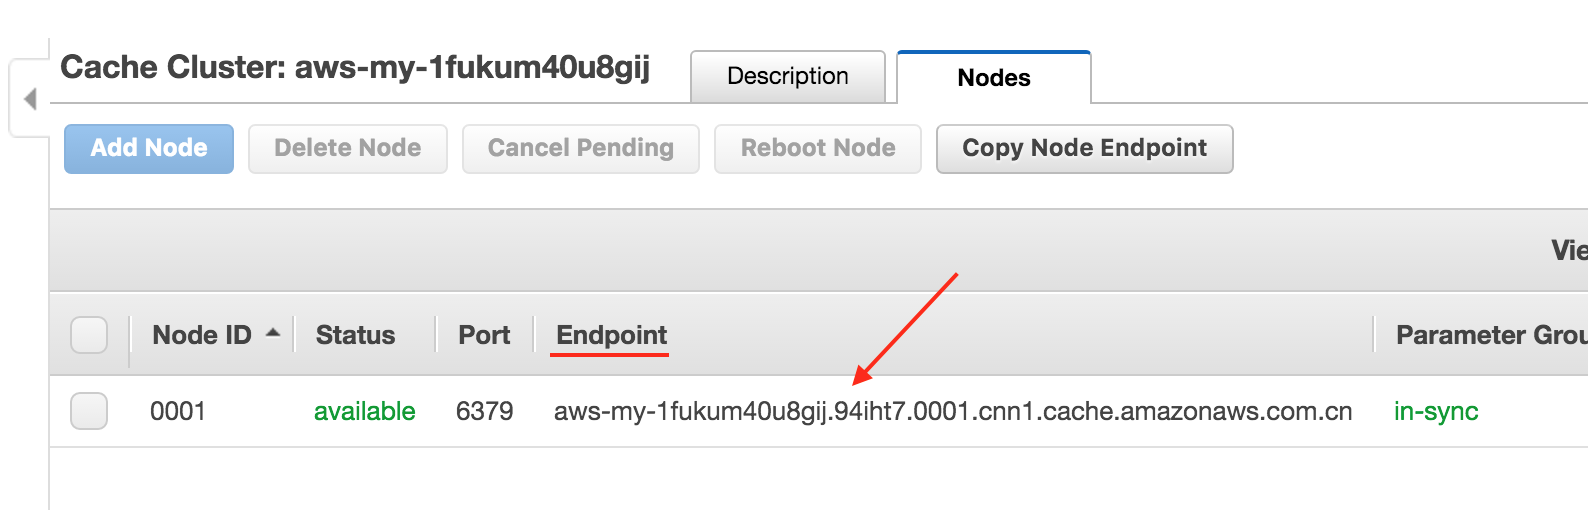 Cache Cluster: aws-my-1fukum40u8gij Description Nodes
Add Node Delete Node Cancel Pending Reboot Node Copy Node Endpoint
Node ID Status Port Endpoint Parameter
0001 available 6379 aws-my-1fukum40u8gij.94iht7.0001.cnn1.cache.amazonaws.com.cn in-sync